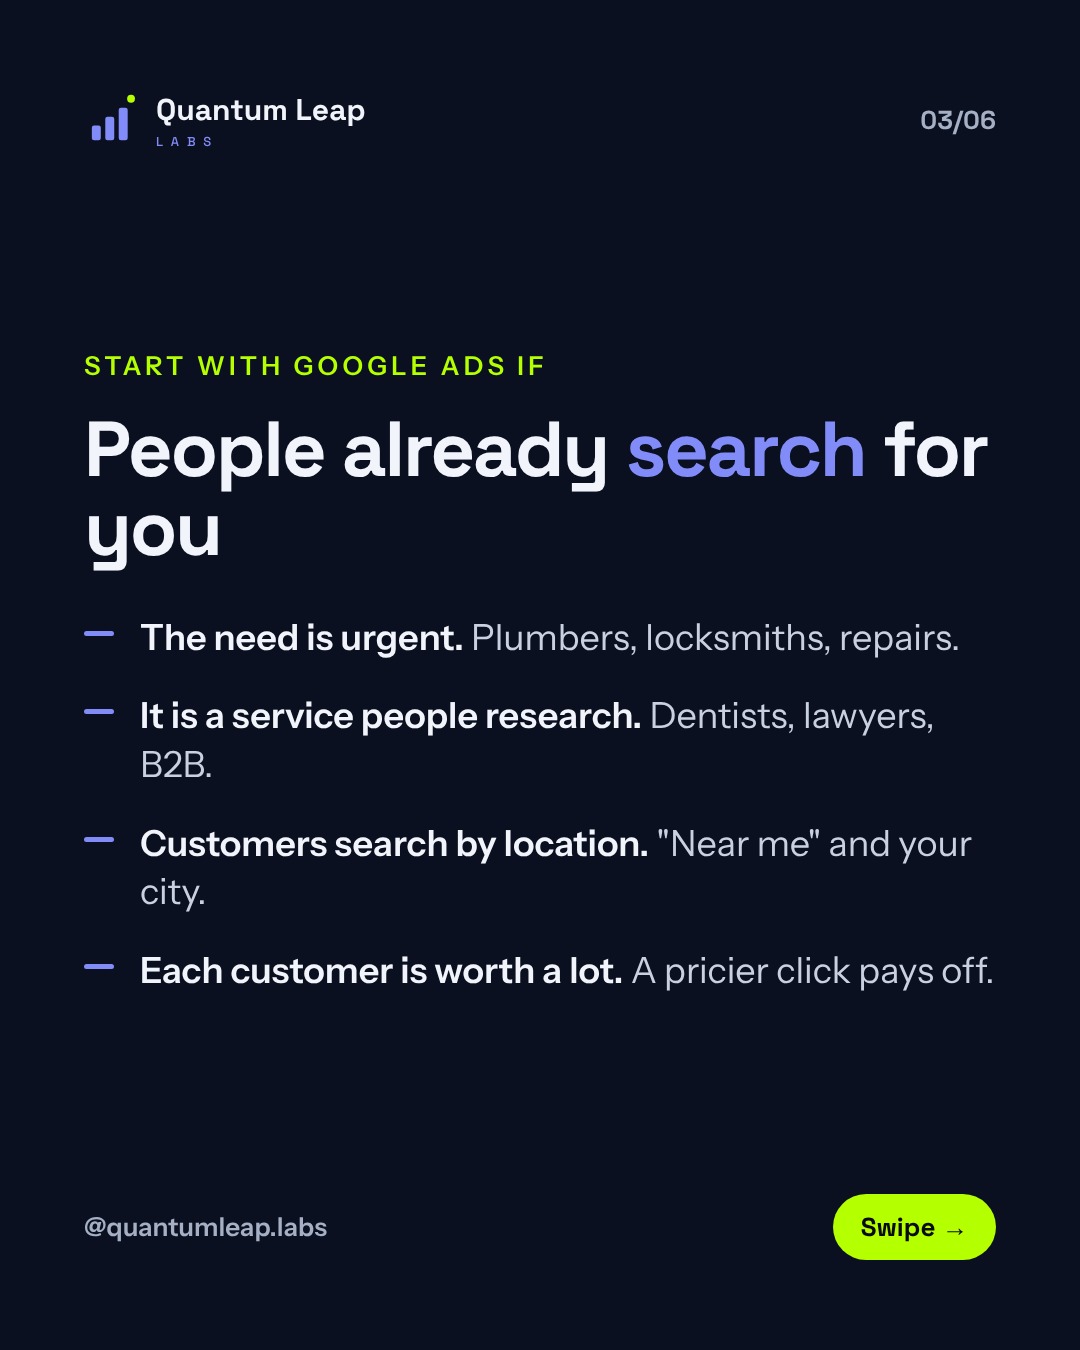 Quantum Leap
LABS
03/06
START WITH GOOGLE ADS IF
People already search for
you
The need is urgent. Plumbers, locksmiths, repairs.
It is a service people research. Dentists, lawyers,
B2B.
Customers search by location. "Near me" and your
city.
Each customer is worth a lot. A pricier click pays off.
@quantumleap.labs
Swipe →